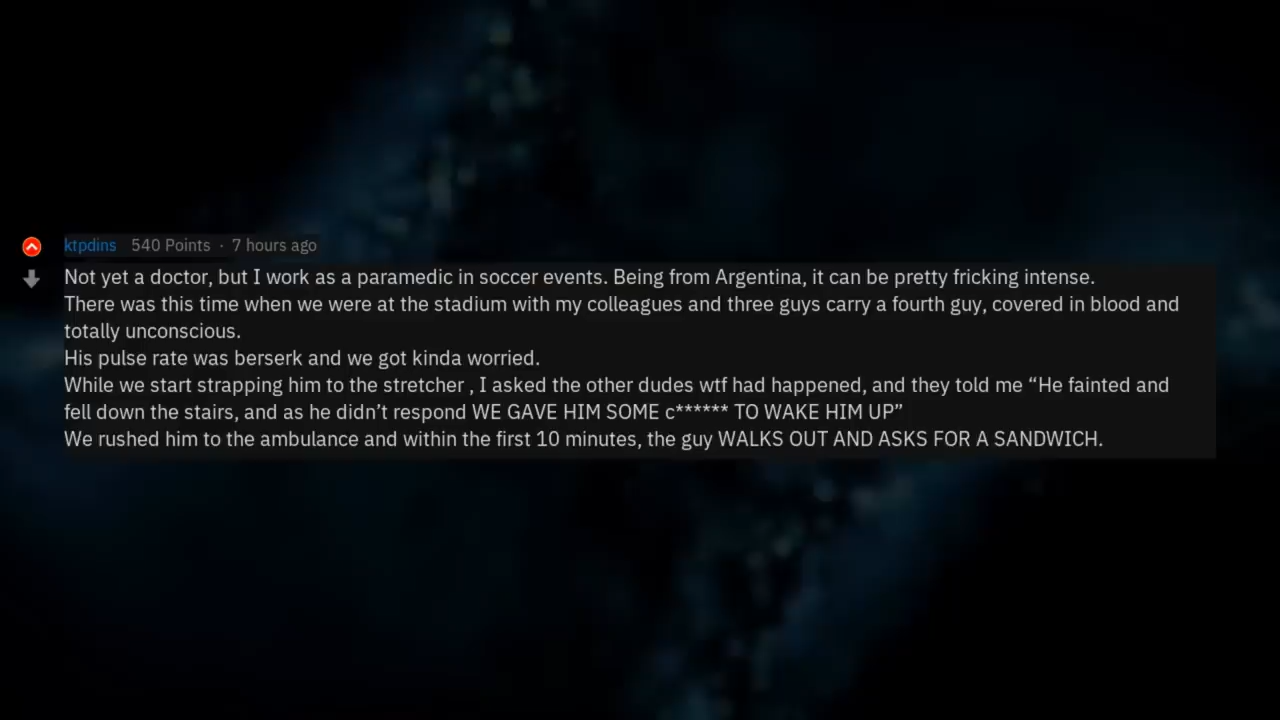 ktpdins 540 Points · 7 hours ago
Not yet a doctor, but I work as a paramedic in soccer events. Being from Argentina, it can be pretty fricking intense.
There was this time when we were at the stadium with my colleagues and three guys carry a fourth guy, covered in blood and
totally unconscious.
His pulse rate was berserk and we got kinda worried.
While we start strapping him to the stretcher , I asked the other dudes wtf had happened, and they told me “He fainted and
fell down the stairs, and as he didn’t respond WE GAVE HIM SOME c****** TO WAKE HIM UP”
We rushed him to the ambulance and within the first 10 minutes, the guy WALKS OUT AND ASKS FOR A SANDWICH.